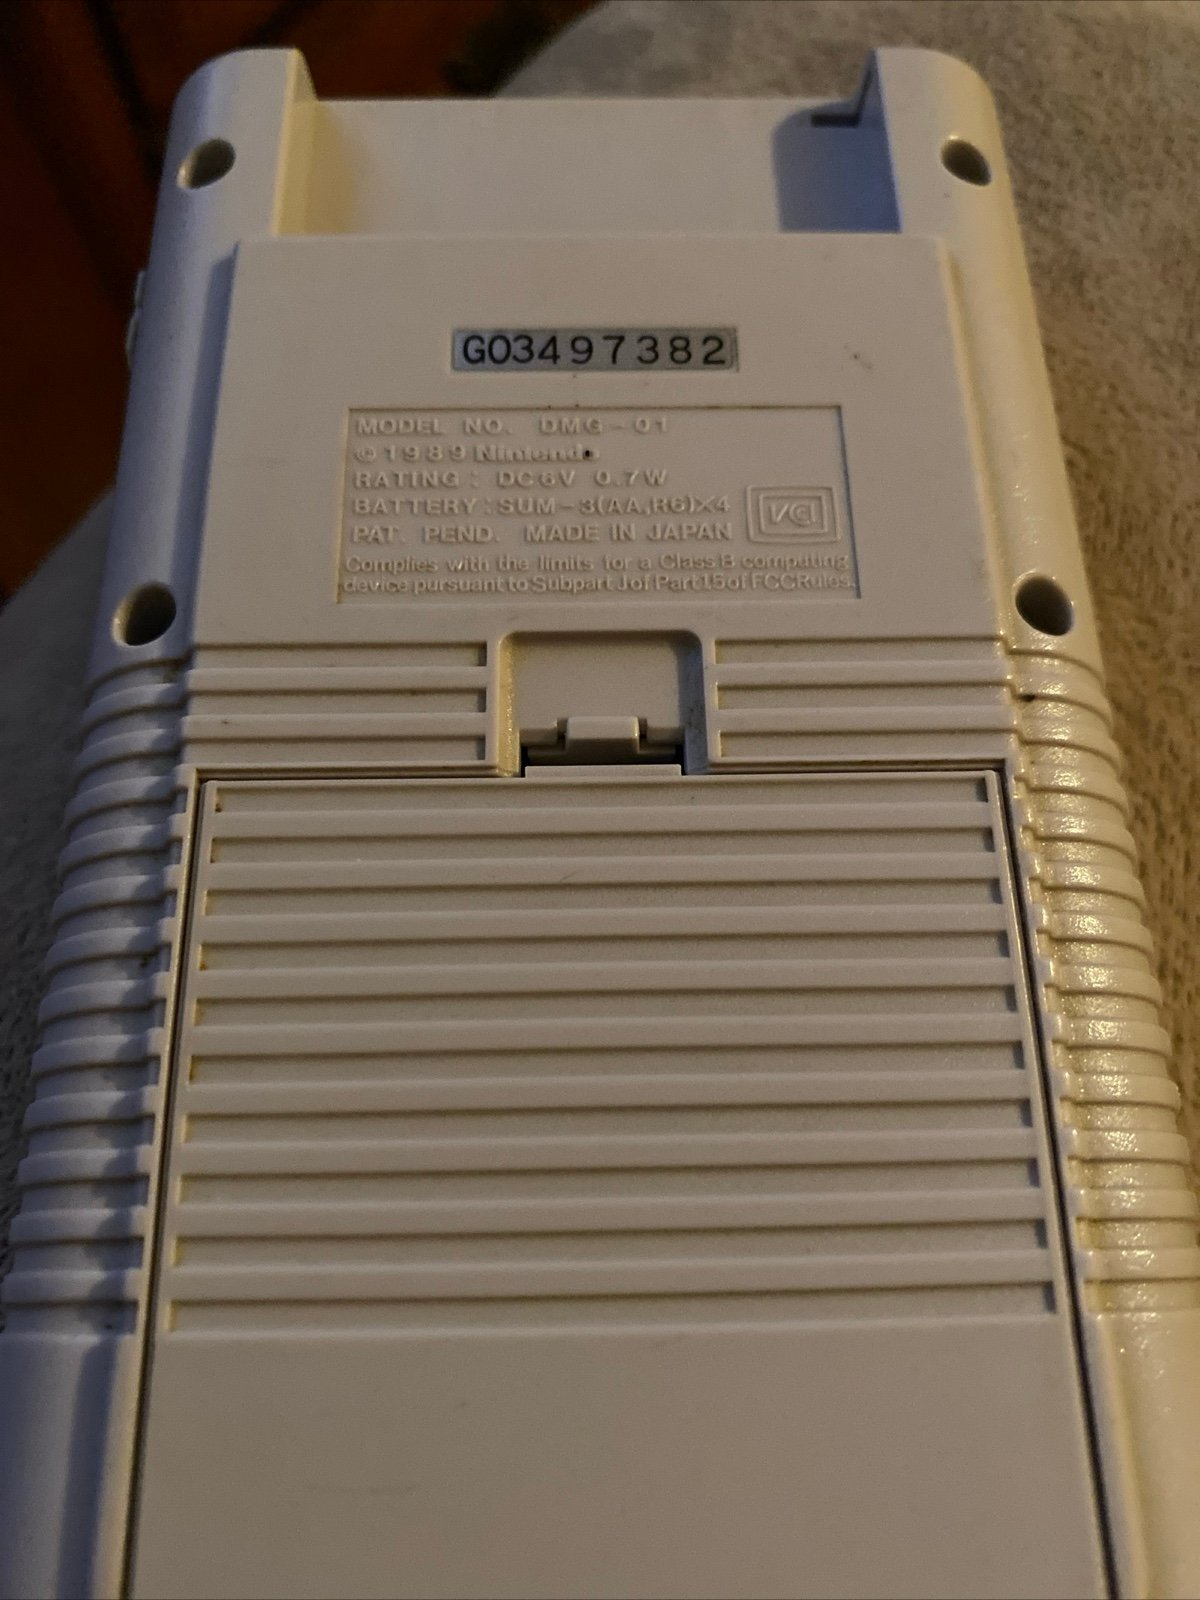 G03497382
MODEL NO. DMG-01
© 1989 Nintendo
RATING: DC6V 0.7W
BATTERY: SUM-3(AA,R6)X4
PAT. PEND. MADE IN JAPAN
VCI
Complies with the limits for a Class B computing
device pursuant to Subpart J of Part 15 of FCC Rules.